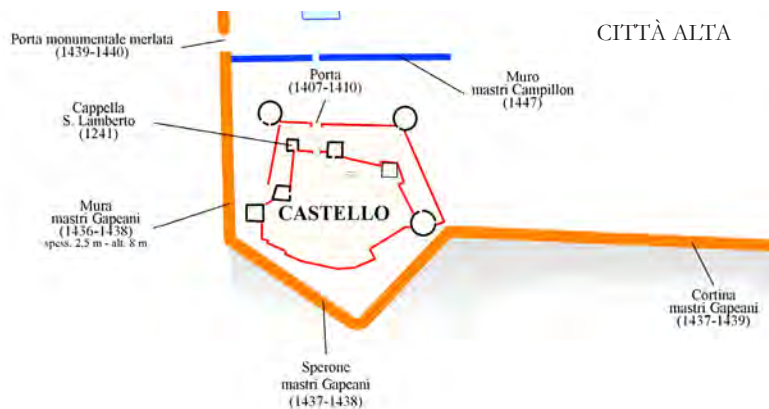 CITTÀ ALTA
Porta monumentale merlata
(1439-1440)
Porta
(1407-1410)
Muro
mastri Campillon
(1447)
Cappella
S. Lamberto
(1241)
Mura
mastri Gapeani
(1436-1438)
spess. 2,5 m - alt. 8 m
CASTELLO
Cortina
mastri Gapeani
(1437-1439)
Sperone
mastri Gapeani
(1437-1438)